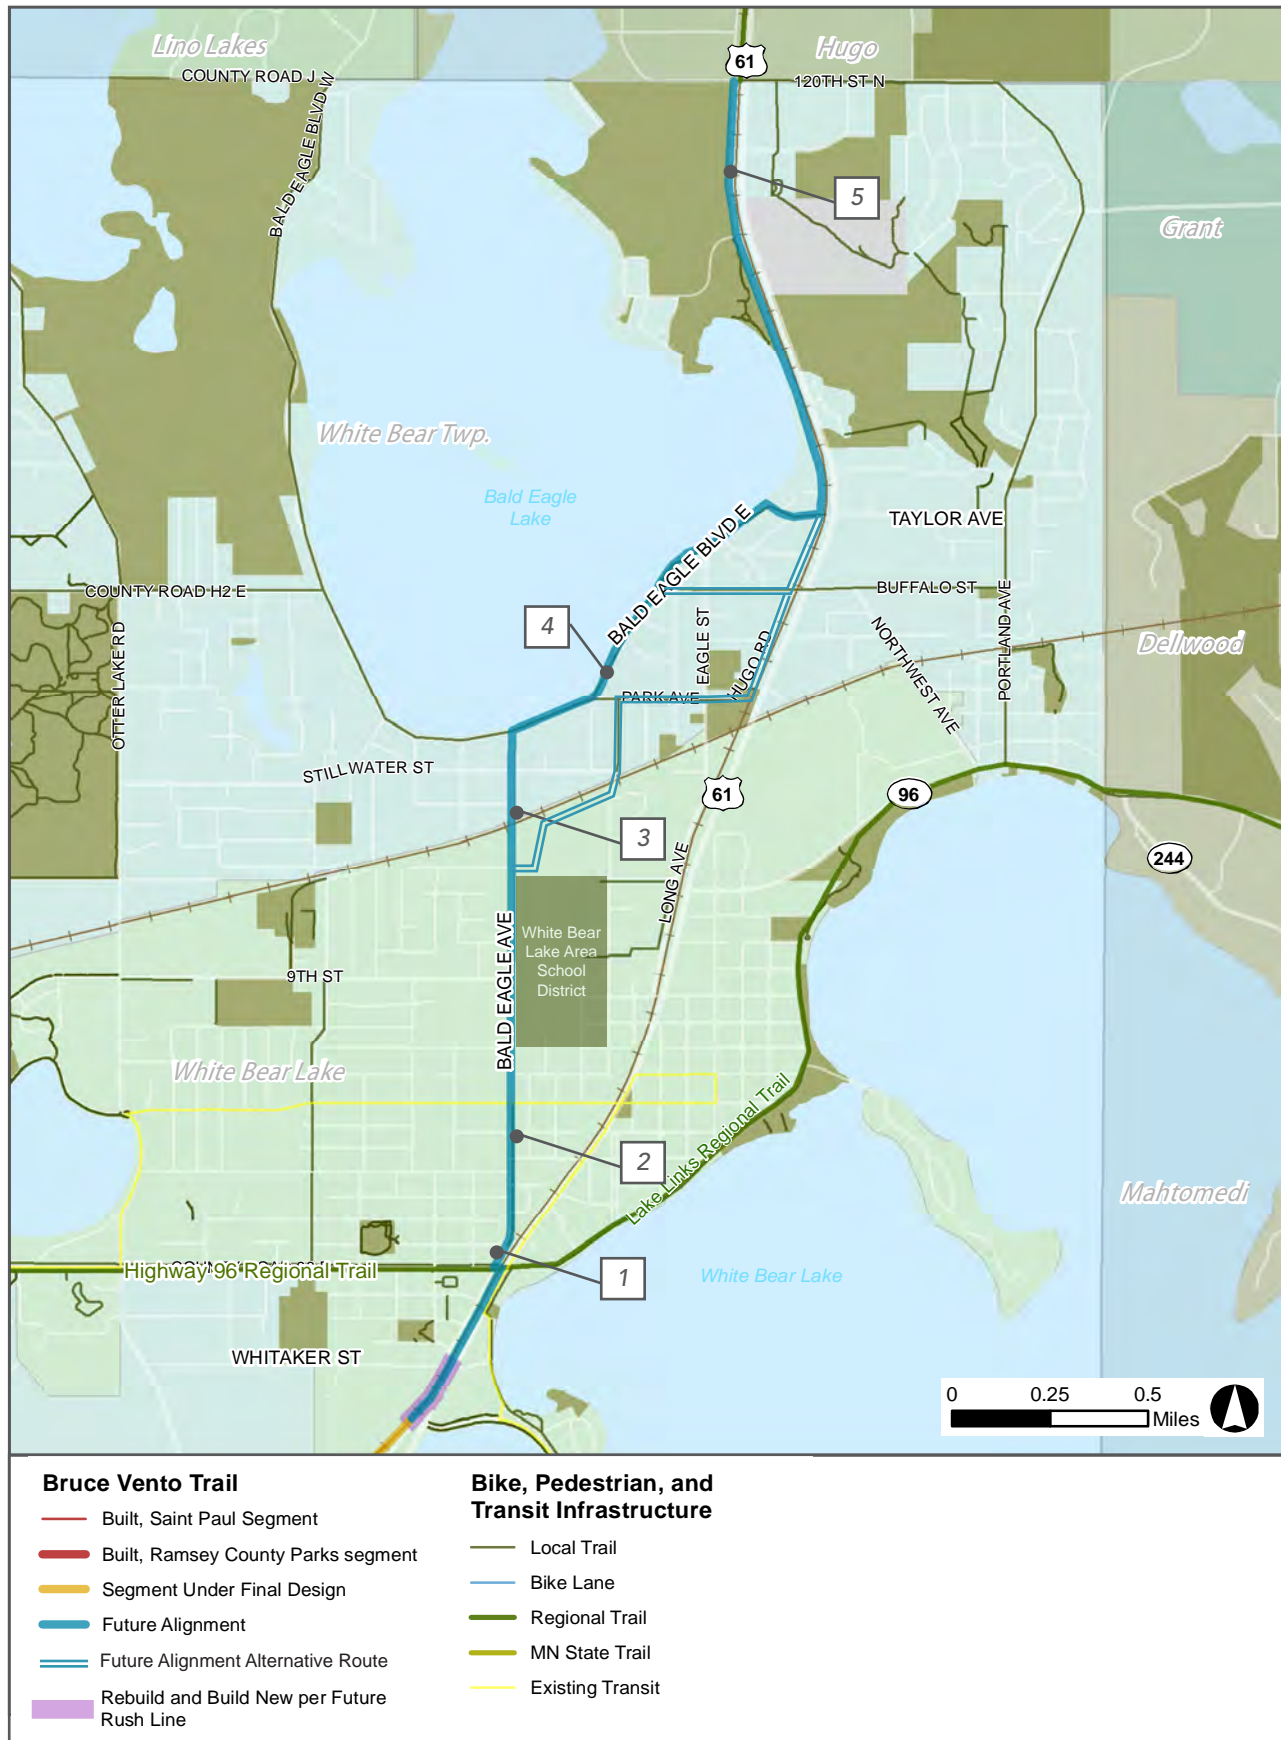 Lino Lakes
Hugo
COUNTY ROAD J
61
120TH ST N
BALD EAGLE BLVD W
5
Grant
White Bear Twp.
Bald Eagle
Lake
BALD EAGLE BLVD E
TAYLOR AVE
COUNTY ROAD H2 E
BUFFALO ST
4
EAGLE ST
HUGO RD
PORTLAND AVE
NORTHWEST AVE
Dellwood
OTTER LAKE RD
PARK AVE
STILLWATER ST
61
96
3
244
LONG AVE
BALD EAGLE AVE
White Bear
Lake Area
School
District
9TH ST
White Bear Lake
Lake Links Regional Trail
2
Mahtomedi
Highway 96 Regional Trail
1
White Bear Lake
WHITAKER ST
0 0.25 0.5
Miles
Bruce Vento Trail
Built, Saint Paul Segment
Built, Ramsey County Parks segment
Segment Under Final Design
Future Alignment
Future Alignment Alternative Route
Rebuild and Build New per Future
Rush Line
Bike, Pedestrian, and
Transit Infrastructure
Local Trail
Bike Lane
Regional Trail
MN State Trail
Existing Transit